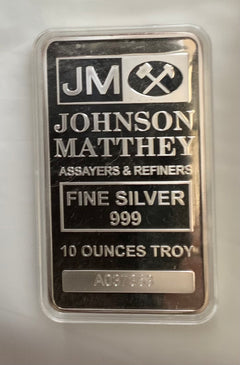 JM
JOHNSON
MATTHEY
ASSAYERS & REFINERS
FINE SILVER
999
10 OUNCES TROY